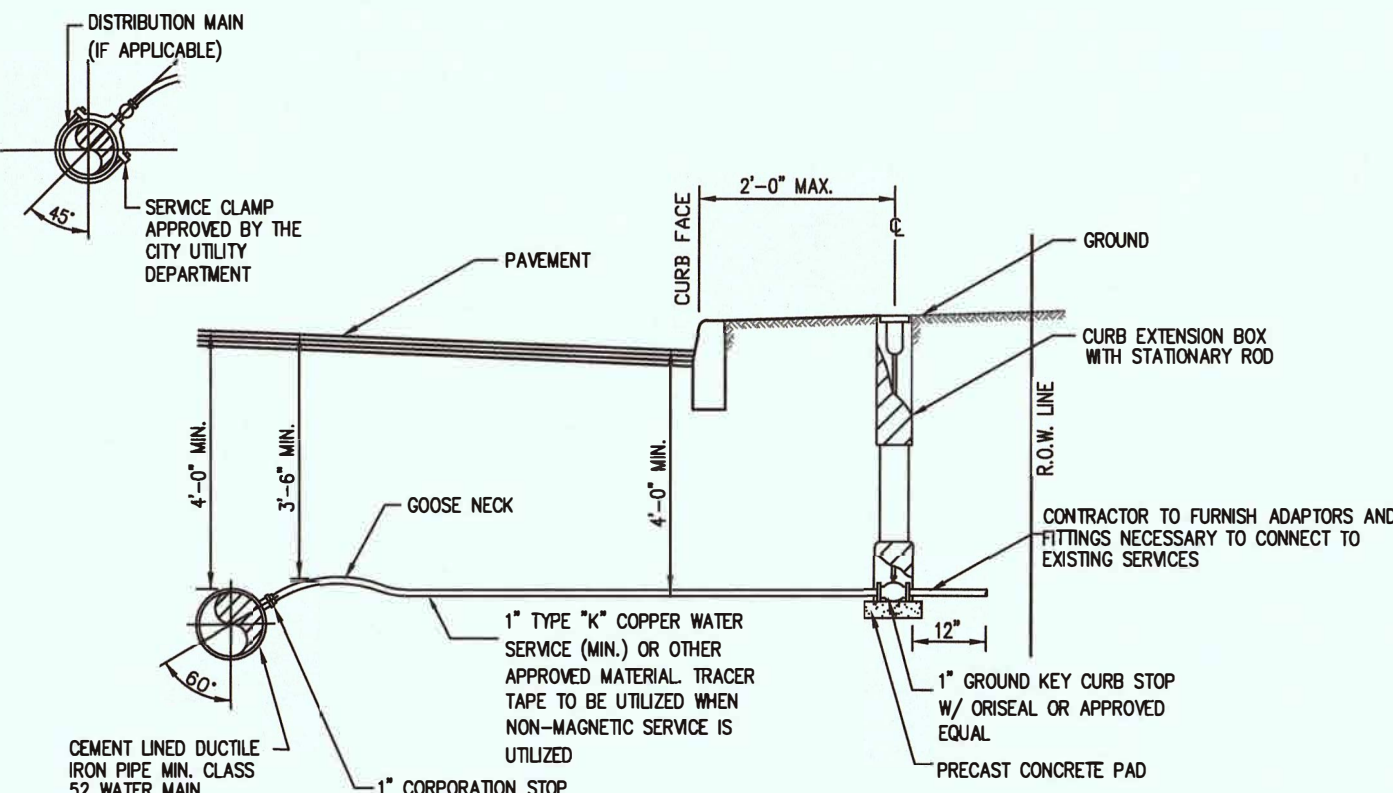 DISTRIBUTION MAIN
(IF APPLICABLE)
45°
SERVICE CLAMP
APPROVED BY THE
CITY UTILITY
DEPARTMENT
PAVEMENT
CURB FACE
2'-0" MAX.
℄
GROUND
CURB EXTENSION BOX
WITH STATIONARY ROD
R.O.W. LINE
4'-0" MIN.
3'-6" MIN.
GOOSE NECK
4'-0" MIN.
CONTRACTOR TO FURNISH ADAPTORS AND
FITTINGS NECESSARY TO CONNECT TO
EXISTING SERVICES
1" TYPE "K" COPPER WATER
SERVICE (MIN.) OR OTHER
APPROVED MATERIAL. TRACER
TAPE TO BE UTILIZED WHEN
NON-MAGNETIC SERVICE IS
UTILIZED
12"
1" GROUND KEY CURB STOP
W/ ORISEAL OR APPROVED
EQUAL
PRECAST CONCRETE PAD
60°
CEMENT LINED DUCTILE
IRON PIPE MIN. CLASS
52 WATER MAIN
1" CORPORATION STOP